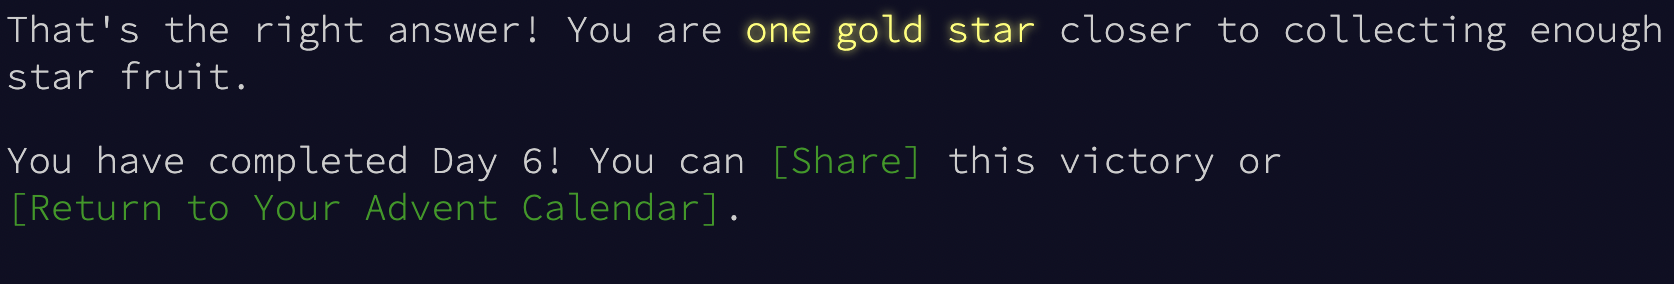 That's the right answer! You are one gold star closer to collecting enough
star fruit.
You have completed Day 6! You can [Share] this victory or
[Return to Your Advent Calendar].